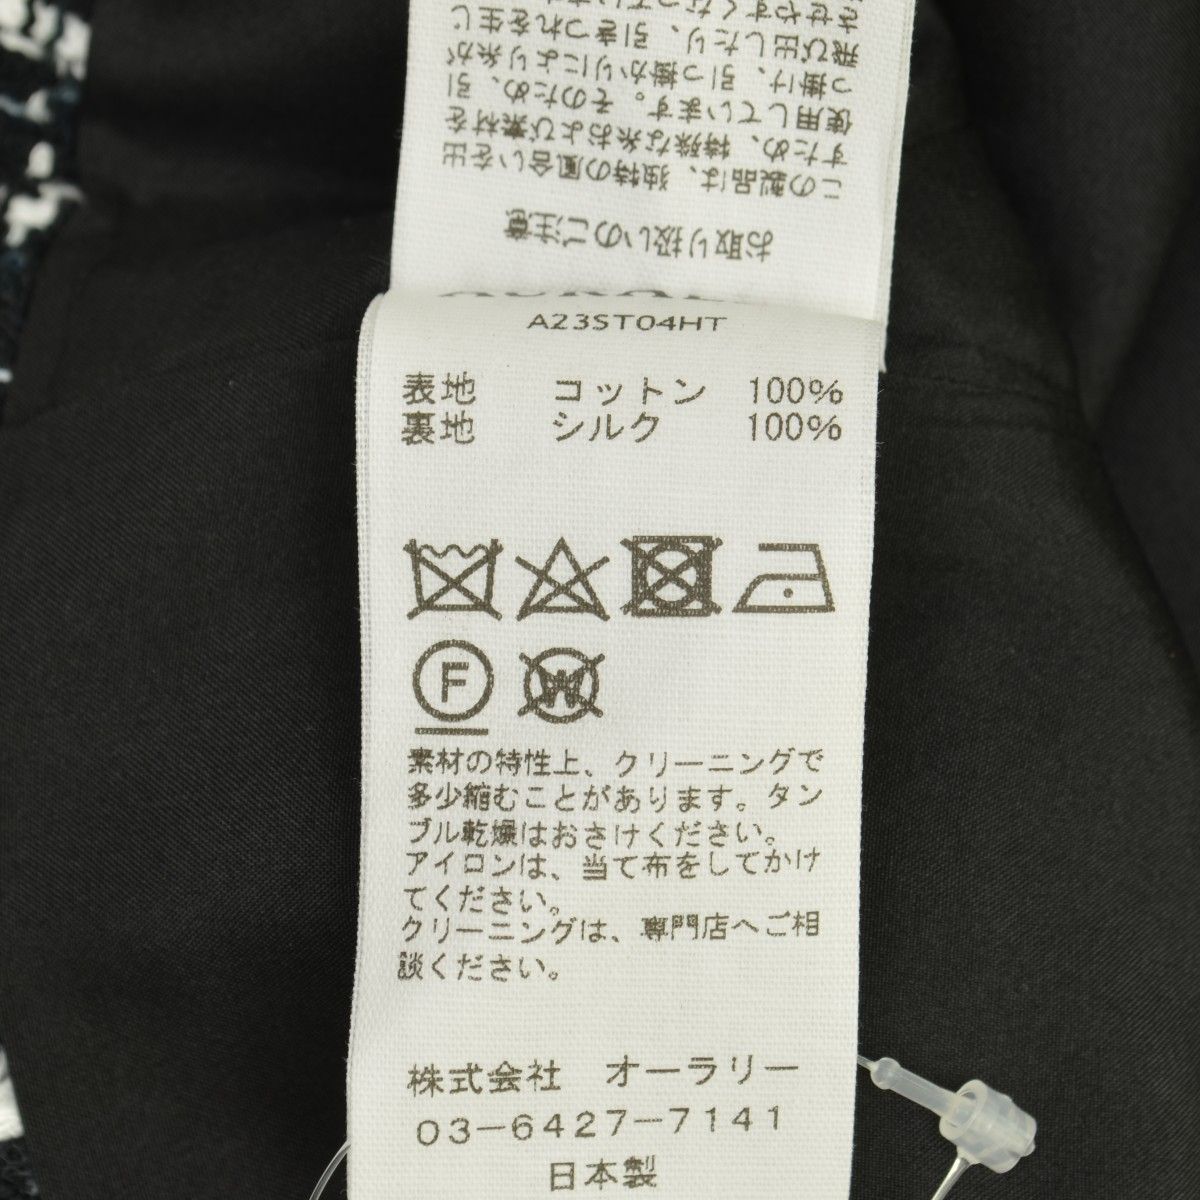 A23ST04HT
表地 コットン 100%
裏地 シルク 100%
F
W
素材の特性上、クリーニングで
多少縮むことがあります。タン
ブル乾燥はおさけください。
アイロンは、当て布をしてかけ
てください。
クリーニングは、専門店へご相
談ください。
株式会社 オーラリー
03-6427-7141
日本製
お取り扱いのご注意
この製品は、独特の風合いを出
すため、特殊な糸および素材を
使用しています。そのため、引
っ掛け、引っ掛かりにより糸が
飛び出したり、引きつれを生じ
させやすくなって